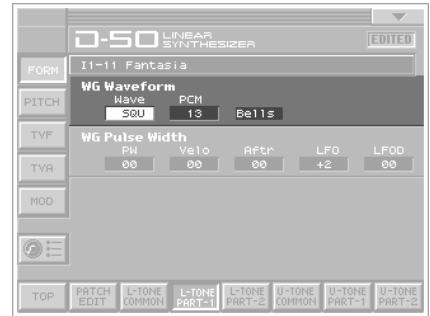 D-50 LINEAR SYNTHESIZER
EDITED
I1-11 Fantasia
FORM
WG Waveform
Wave PCM
SQU 13 Bells
PITCH
WG Pulse Width
PW Velo Aftr LFO LFOD
00 00 00 +2 00
TVF
TVA
MOD
TOP
PATCH EDIT
L-TONE COMMON
L-TONE PART-1
L-TONE PART-2
U-TONE COMMON
U-TONE PART-1
U-TONE PART-2